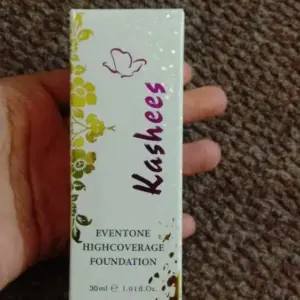 Kashees
EVENTONE
HIGHCOVERAGE
FOUNDATION
30ml ℮ 1.01fl.Oz.